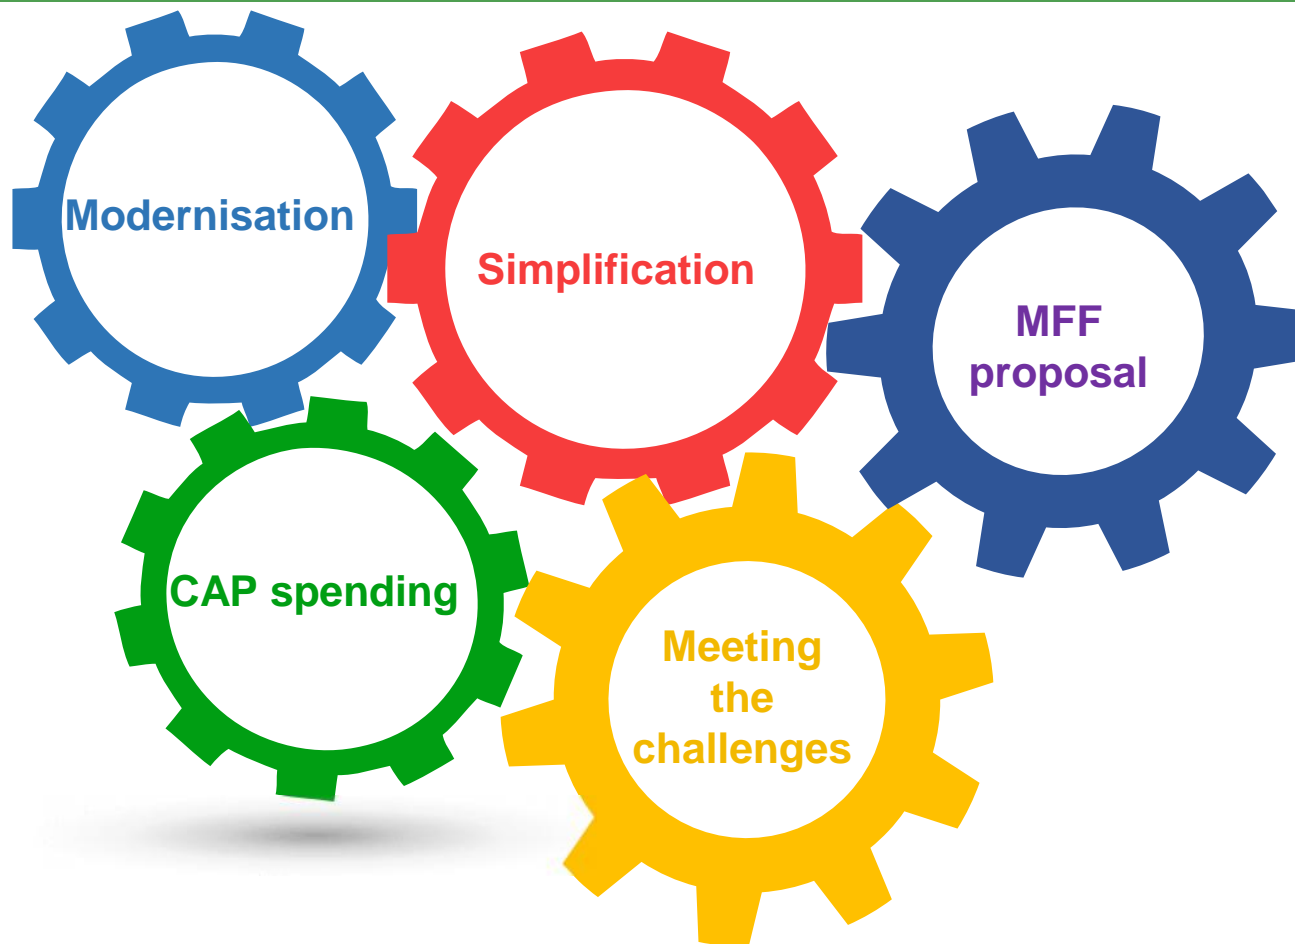 Modernisation
Simplification
MFF
proposal
CAP spending
Meeting
the
challenges